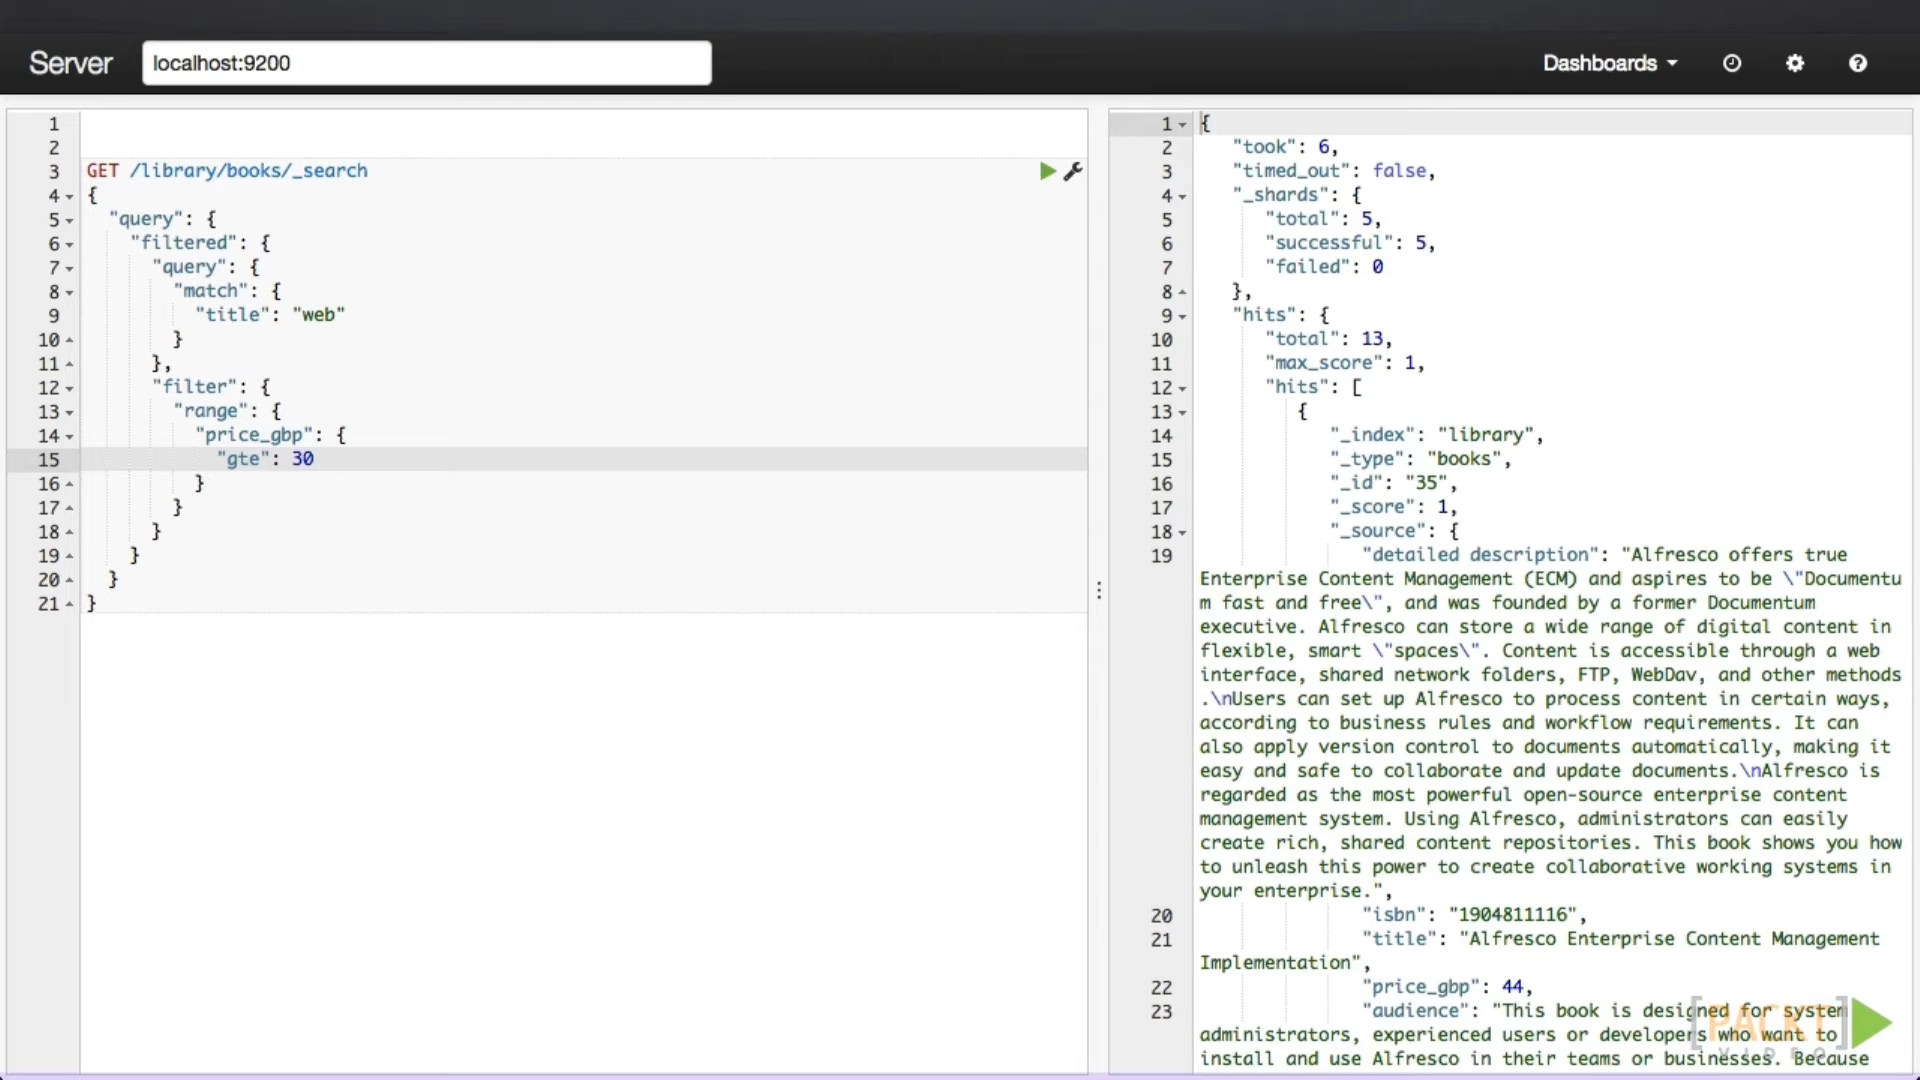 Server localhost:9200 Dashboards
1
2
3 GET /library/books/_search
4 {
5 "query": {
6 "filtered": {
7 "query": {
8 "match": {
9 "title": "web"
10 }
11 },
12 "filter": {
13 "range": {
14 "price_gbp": {
15 "gte": 30
16 }
17 }
18 }
19 }
20 }
21 }
1 {
2 "took": 6,
3 "timed_out": false,
4 "_shards": {
5 "total": 5,
6 "successful": 5,
7 "failed": 0
8 },
9 "hits": {
10 "total": 13,
11 "max_score": 1,
12 "hits": [
13 {
14 "_index": "library",
15 "_type": "books",
16 "_id": "35",
17 "_score": 1,
18 "_source": {
19 "detailed description": "Alfresco offers true
Enterprise Content Management (ECM) and aspires to be \"Documentu
m fast and free\", and was founded by a former Documentum
executive. Alfresco can store a wide range of digital content in
flexible, smart \"spaces\". Content is accessible through a web
interface, shared network folders, FTP, WebDav, and other methods
.\nUsers can set up Alfresco to process content in certain ways,
according to business rules and workflow requirements. It can
also apply version control to documents automatically, making it
easy and safe to collaborate and update documents.\nAlfresco is
regarded as the most powerful open-source enterprise content
management system. Using Alfresco, administrators can easily
create rich, shared content repositories. This book shows you how
to unleash this power to create collaborative working systems in
your enterprise.",
20 "isbn": "1904811116",
21 "title": "Alfresco Enterprise Content Management
Implementation",
22 "price_gbp": 44,
23 "audience": "This book is designed for system
administrators, experienced users or developers who want to
install and use Alfresco in their teams or businesses. Because
[PACKT]
VIDEO